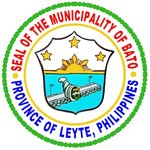 SEAL OF THE MUNICIPALITY OF BATO
PROVINCE OF LEYTE, PHILIPPINES